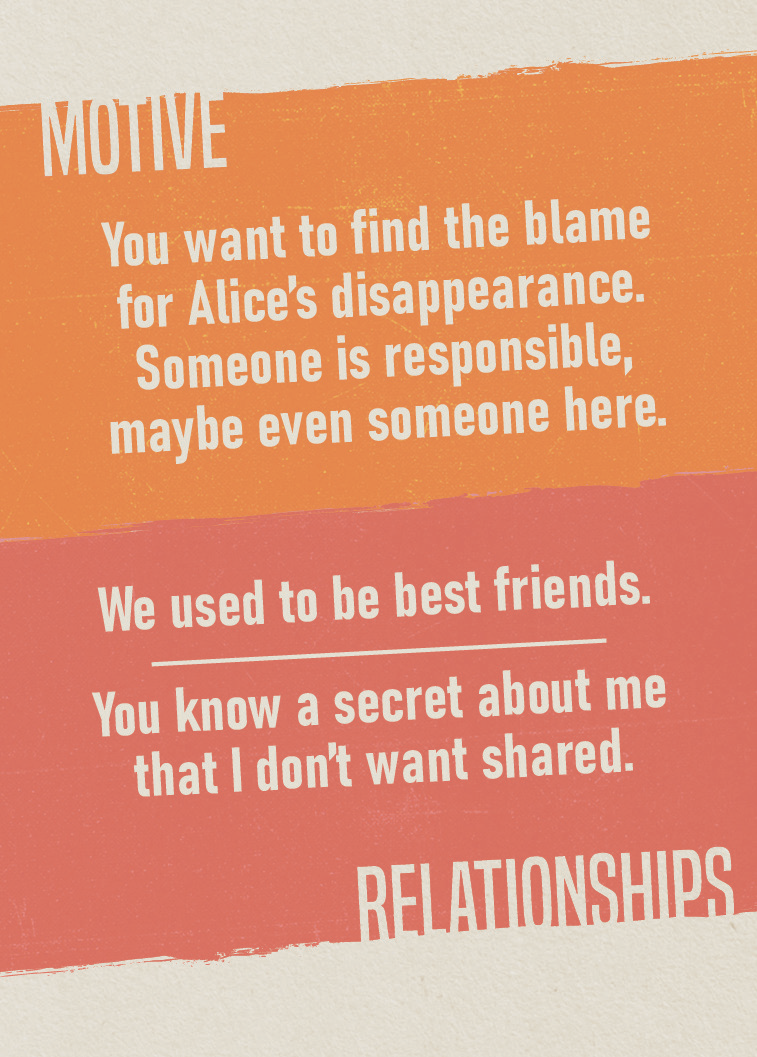 MOTIVE
You want to find the blame
for Alice's disappearance.
Someone is responsible,
maybe even someone here.
We used to be best friends.
You know a secret about me
that I don't want shared.
RELATIONSHIPS